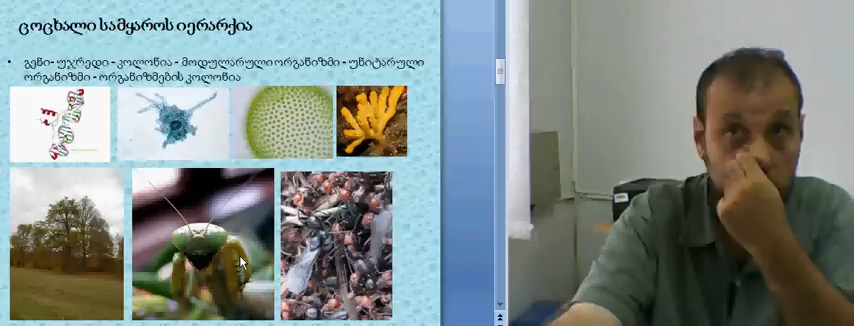 ცოცხალი სამყაროს იერარქია
• გენი- უჯრედი - კოლონია - მოდულარული ორგანიზმი - უნიტარული
ორგანიზმი - ორგანიზმების კოლონია